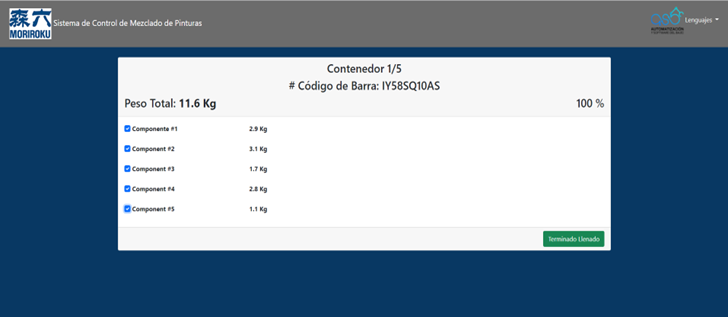 森六
MORIROKU
Sistema de Control de Mezclado de Pinturas
AUTOMATIZACIÓN
Lenguajes
Contenedor 1/5
# Código de Barra: IY58SQ10AS
Peso Total: 11.6 Kg
100 %
Componente #1 2.9 Kg
Component #2 3.1 Kg
Component #3 1.7 Kg
Component #4 2.8 Kg
Component #5 1.1 Kg
Terminado Llenado